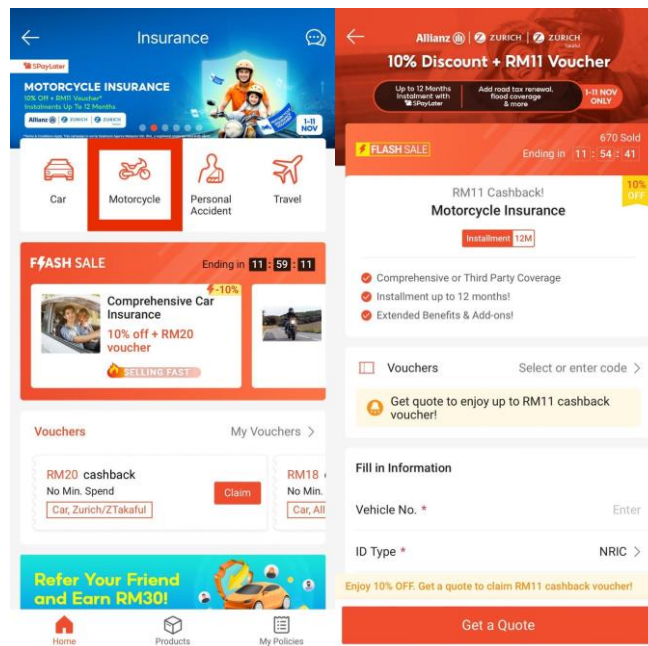 Insurance
SPayLater
MOTORCYCLE INSURANCE
10% Off + RM11 Voucher*
Instalments Up To 12 Months
Allianz ZURICH ZURICH
1-11
NOV
Car
Motorcycle
Personal
Accident
Travel
FLASH SALE
Ending in 11 : 59 : 11
-10%
Comprehensive Car
Insurance
10% off + RM20
voucher
SELLING FAST
Vouchers
My Vouchers >
RM20 cashback
No Min. Spend
Car, Zurich/ZTakaful
Claim
RM18
No Min.
Car, All
Refer Your Friend
and Earn RM30!
Home
Products
My Policies
Allianz ZURICH ZURICH
Takaful
10% Discount + RM11 Voucher
Up to 12 Months
Instalment with
SPayLater
Add road tax renewal,
flood coverage
& more
1-11 NOV
ONLY
FLASH SALE
670 Sold
Ending in 11 : 54 : 41
10%
OFF
RM11 Cashback!
Motorcycle Insurance
Installment 12M
Comprehensive or Third Party Coverage
Installment up to 12 months!
Extended Benefits & Add-ons!
Vouchers
Select or enter code >
Get quote to enjoy up to RM11 cashback
voucher!
Fill in Information
Vehicle No. *
Enter
ID Type *
NRIC >
Enjoy 10% OFF. Get a quote to claim RM11 cashback voucher!
Get a Quote